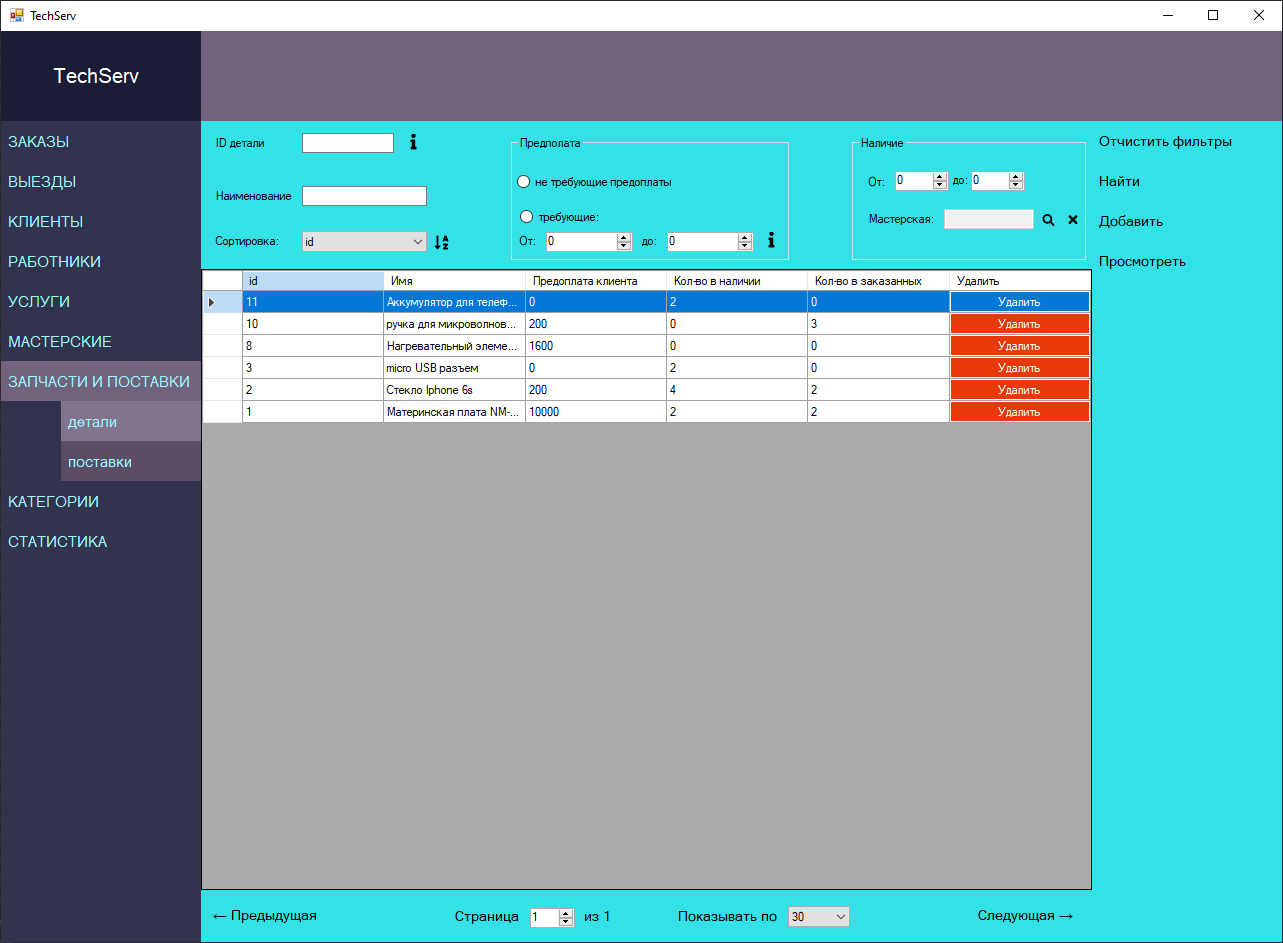 TechServ
TechServ
ЗАКАЗЫ
ВЫЕЗДЫ
КЛИЕНТЫ
РАБОТНИКИ
УСЛУГИ
МАСТЕРСКИЕ
ЗАПЧАСТИ И ПОСТАВКИ
детали
поставки
КАТЕГОРИИ
СТАТИСТИКА
ID детали
Наименование
Сортировка: id
Предполата
не требующие предоплаты
требующие:
От: 0 до: 0
Наличие
От: 0 до: 0
Мастерская:
Отчистить фильтры
Найти
Добавить
Просмотреть
id Имя Предоплата клиента Кол-во в наличии Кол-во в заказанных Удалить
11 Аккумулятор для телеф... 0 2 0 Удалить
10 ручка для микроволнов... 200 0 3 Удалить
8 Нагревательный элеме... 1600 0 0 Удалить
3 micro USB разъем 0 2 0 Удалить
2 Стекло Iphone 6s 200 4 2 Удалить
1 Материнская плата NM-... 10000 2 2 Удалить
← Предыдущая Страница 1 из 1 Показывать по 30 Следующая →